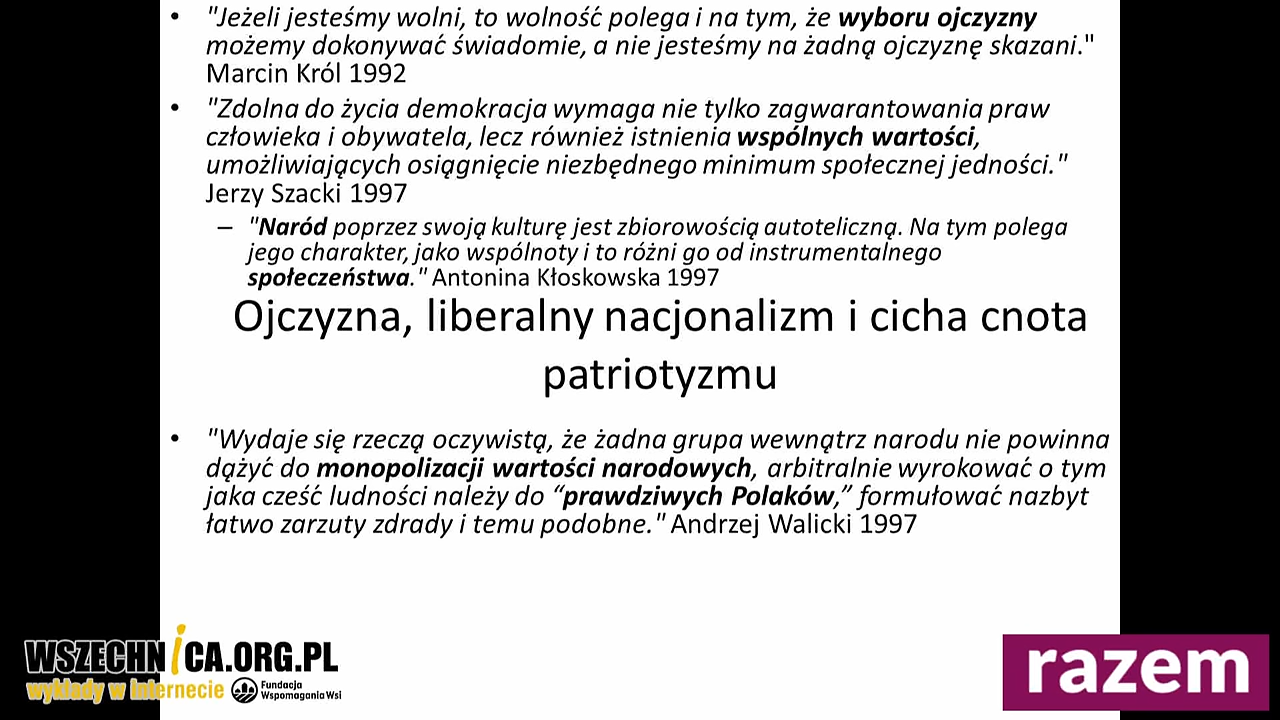 • "Jeżeli jesteśmy wolni, to wolność polega i na tym, że wyboru ojczyzny
możemy dokonywać świadomie, a nie jesteśmy na żadną ojczyznę skazani."
Marcin Król 1992
• "Zdolna do życia demokracja wymaga nie tylko zagwarantowania praw
człowieka i obywatela, lecz również istnienia wspólnych wartości,
umożliwiających osiągnięcie niezbędnego minimum społecznej jedności."
Jerzy Szacki 1997
– "Naród poprzez swoją kulturę jest zbiorowością autoteliczną. Na tym polega
jego charakter, jako wspólnoty i to różni go od instrumentalnego
społeczeństwa." Antonina Kłoskowska 1997
Ojczyzna, liberalny nacjonalizm i cicha cnota
patriotyzmu
• "Wydaje się rzeczą oczywistą, że żadna grupa wewnątrz narodu nie powinna
dążyć do monopolizacji wartości narodowych, arbitralnie wyrokować o tym
jaka cześć ludności należy do “prawdziwych Polaków,” formułować nazbyt
łatwo zarzuty zdrady i temu podobne." Andrzej Walicki 1997
WSZECHNiCA.ORG.PL
wykłady w internecie
Fundacja
Wspomagania Wsi
razem